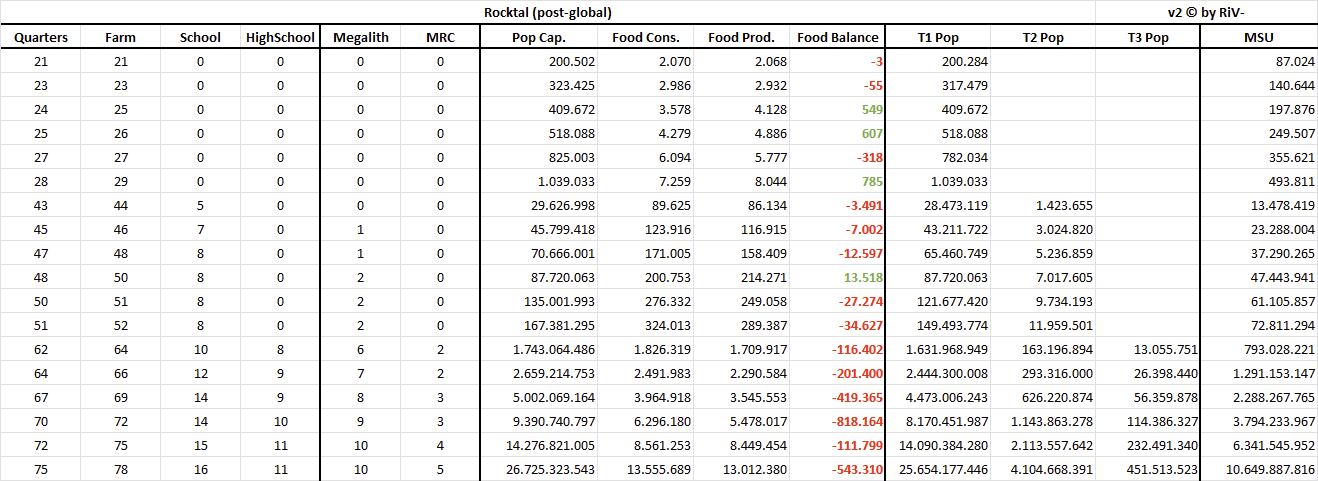 Rocktal (post-global) v2 © by RiV-
Quarters Farm School HighSchool Megalith MRC Pop Cap. Food Cons. Food Prod. Food Balance T1 Pop T2 Pop T3 Pop MSU
21 21 0 0 0 0 200.502 2.070 2.068 -3 200.284 87.024
23 23 0 0 0 0 323.425 2.986 2.932 -55 317.479 140.644
24 25 0 0 0 0 409.672 3.578 4.128 549 409.672 197.876
25 26 0 0 0 0 518.088 4.279 4.886 607 518.088 249.507
27 27 0 0 0 0 825.003 6.094 5.777 -318 782.034 355.621
28 29 0 0 0 0 1.039.033 7.259 8.044 785 1.039.033 493.811
43 44 5 0 0 0 29.626.998 89.625 86.134 -3.491 28.473.119 1.423.655 13.478.419
45 46 7 0 1 0 45.799.418 123.916 116.915 -7.002 43.211.722 3.024.820 23.288.004
47 48 8 0 1 0 70.666.001 171.005 158.409 -12.597 65.460.749 5.236.859 37.290.265
48 50 8 0 2 0 87.720.063 200.753 214.271 13.518 87.720.063 7.017.605 47.443.941
50 51 8 0 2 0 135.001.993 276.332 249.058 -27.274 121.677.420 9.734.193 61.105.857
51 52 8 0 2 0 167.381.295 324.013 289.387 -34.627 149.493.774 11.959.501 72.811.294
62 64 10 8 6 2 1.743.064.486 1.826.319 1.709.917 -116.402 1.631.968.949 163.196.894 13.055.751 793.028.221
64 66 12 9 7 2 2.659.214.753 2.491.983 2.290.584 -201.400 2.444.300.008 293.316.000 26.398.440 1.291.153.147
67 69 14 9 8 3 5.002.069.164 3.964.918 3.545.553 -419.365 4.473.006.243 626.220.874 56.359.878 2.288.267.765
70 72 14 10 9 3 9.390.740.797 6.296.180 5.478.017 -818.164 8.170.451.987 1.143.863.278 114.386.327 3.794.233.967
72 75 15 11 10 4 14.276.821.005 8.561.253 8.449.454 -111.799 14.090.384.280 2.113.557.642 232.491.340 6.341.545.952
75 78 16 11 10 5 26.725.323.543 13.555.689 13.012.380 -543.310 25.654.177.446 4.104.668.391 451.513.523 10.649.887.816